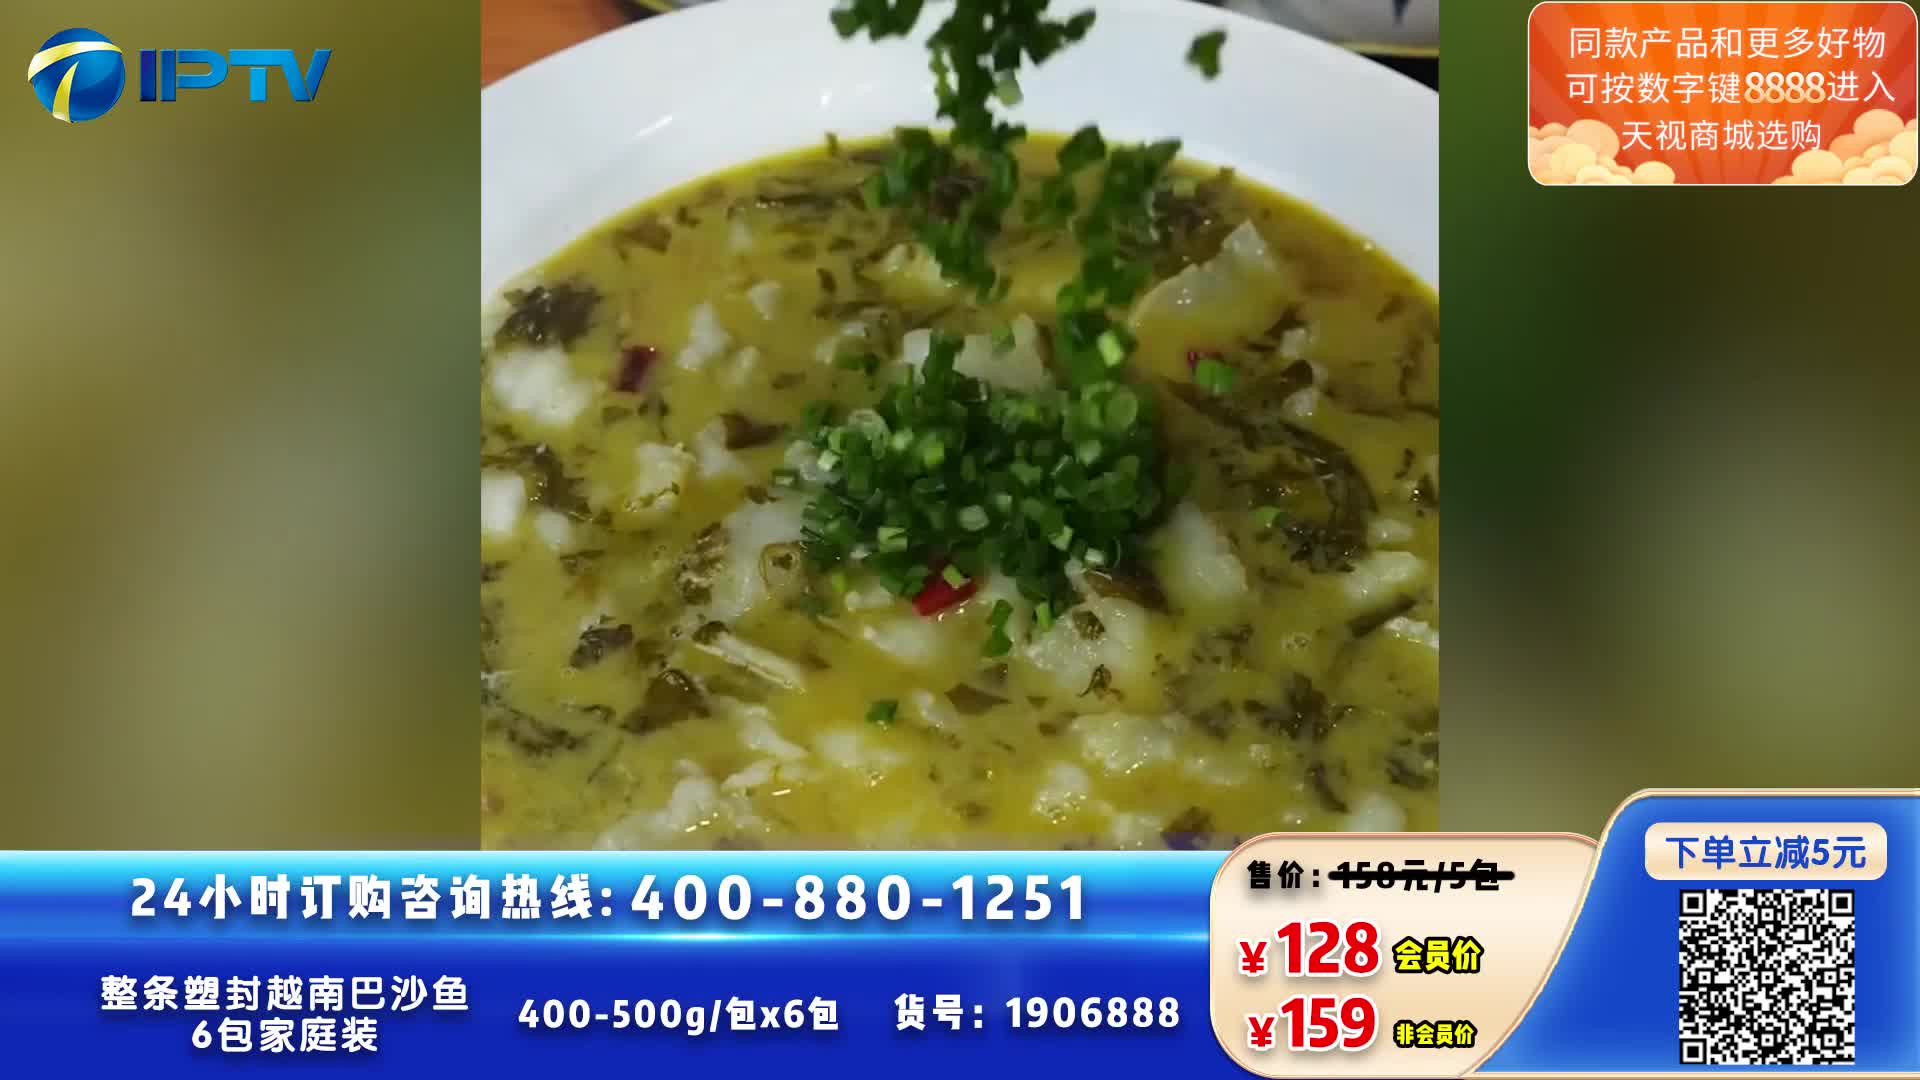 IPTV
同款产品和更多好物
可按数字键8888进入
天视商城选购
24小时订购咨询热线:400-880-1251
整条塑封越南巴沙鱼
6包家庭装
400-500g/包x6包
货号：1906888
售价：158元/5包
¥128 会员价
¥159 非会员价
下单立减5元